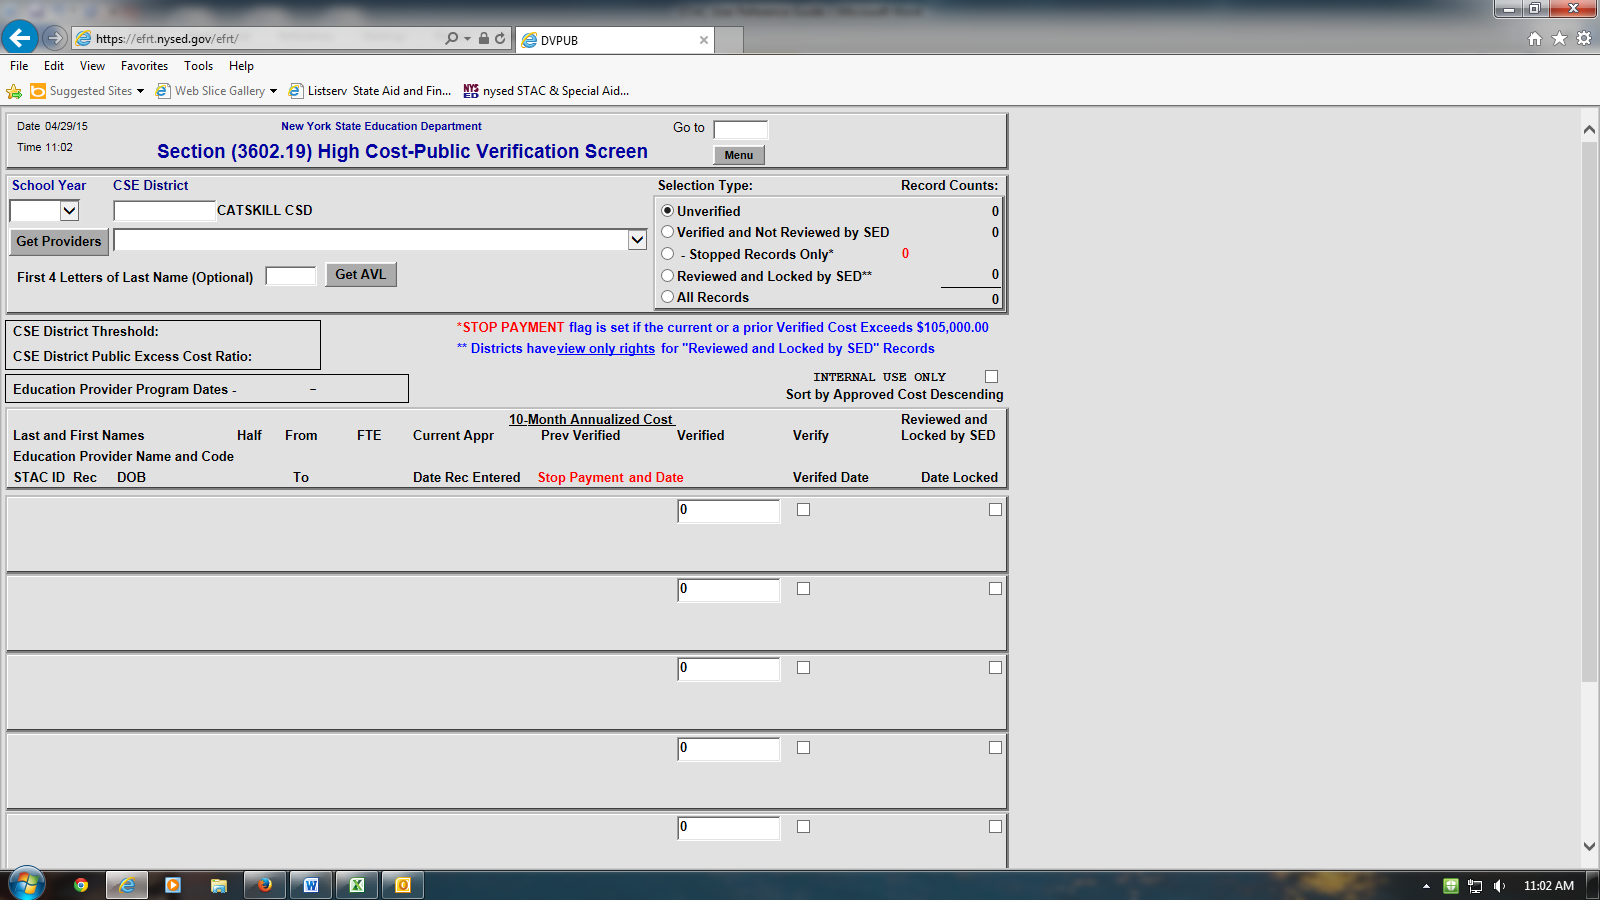 https://efrt.nysed.gov/efrt/
DVPUB
File Edit View Favorites Tools Help
Suggested Sites Web Slice Gallery Listserv State Aid and Fin... NYS ED nysed STAC & Special Aid...
Date 04/29/15
New York State Education Department
Go to
Time 11:02
Section (3602.19) High Cost-Public Verification Screen
Menu
School Year CSE District
Selection Type: Record Counts:
CATSKILL CSD
Unverified 0
Get Providers
Verified and Not Reviewed by SED 0
- Stopped Records Only* 0
First 4 Letters of Last Name (Optional) Get AVL
Reviewed and Locked by SED** 0
All Records 0
CSE District Threshold:
*STOP PAYMENT flag is set if the current or a prior Verified Cost Exceeds $105,000.00
CSE District Public Excess Cost Ratio:
** Districts haveview only rights for "Reviewed and Locked by SED" Records
INTERNAL USE ONLY
Education Provider Program Dates - –
Sort by Approved Cost Descending
10-Month Annualized Cost Reviewed and
Last and First Names Half From FTE Current Appr Prev Verified Verified Verify Locked by SED
Education Provider Name and Code
STAC ID Rec DOB To Date Rec Entered Stop Payment and Date Verifed Date Date Locked
0
0
0
0
0
11:02 AM